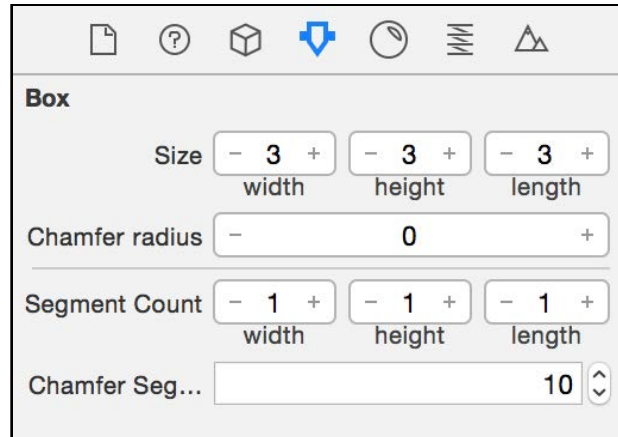 Box
Size − 3 + − 3 + − 3 +
width height length
Chamfer radius − 0 +
Segment Count − 1 + − 1 + − 1 +
width height length
Chamfer Seg... 10